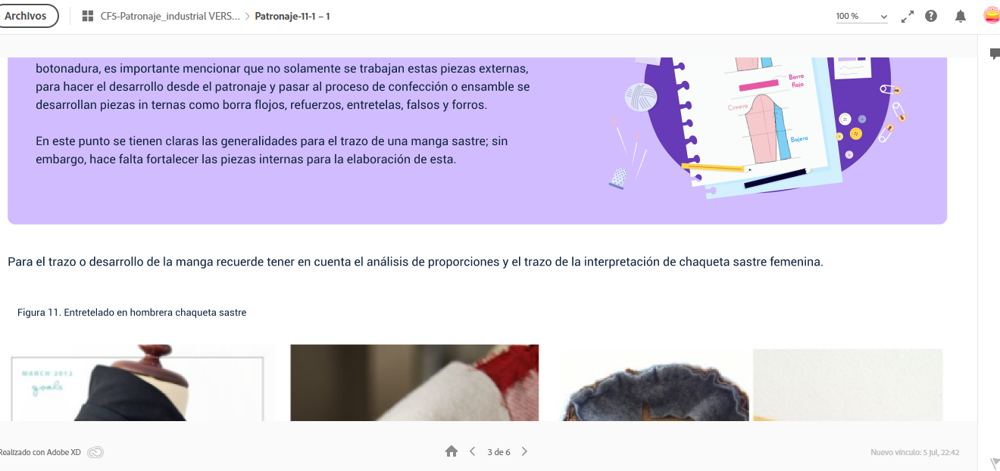 Archivos
CF5-Patronaje_industrial VERS... > Patronaje-11-1 – 1
100 %
botonadura, es importante mencionar que no solamente se trabajan estas piezas externas,
para hacer el desarrollo desde el patronaje y pasar al proceso de confección o ensamble se
desarrollan piezas in ternas como borra flojos, refuerzos, entretelas, falsos y forros.
En este punto se tienen claras las generalidades para el trazo de una manga sastre; sin
embargo, hace falta fortalecer las piezas internas para la elaboración de esta.
Borra
flojo
Cimera
Bajera
Para el trazo o desarrollo de la manga recuerde tener en cuenta el análisis de proporciones y el trazo de la interpretación de chaqueta sastre femenina.
Figura 11. Entretelado en hombrera chaqueta sastre
MARCH 2012
goals
Realizado con Adobe XD
3 de 6
Nuevo vínculo: 5 jul, 22:42